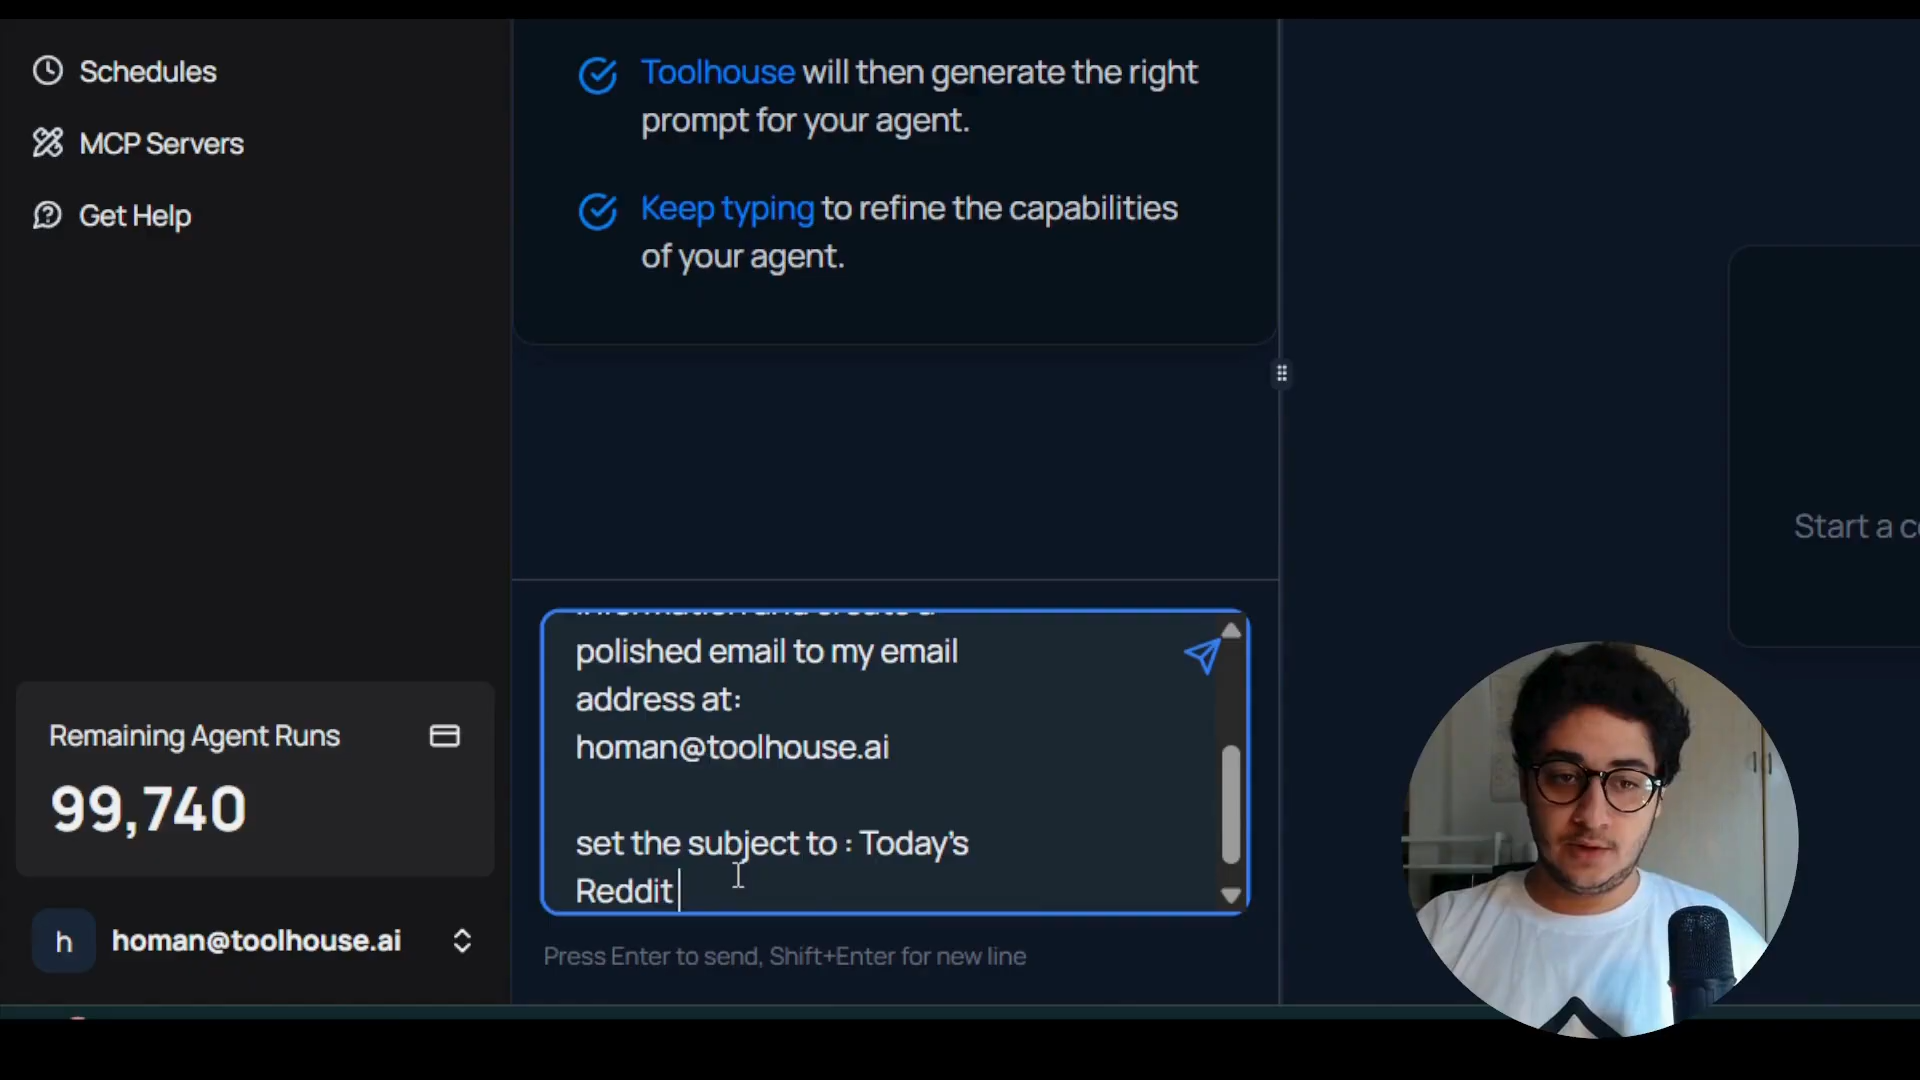 Schedules
MCP Servers
Get Help
Toolhouse will then generate the right
prompt for your agent.
Keep typing to refine the capabilities
of your agent.
Start a
polished email to my email
address at:
homan@toolhouse.ai
set the subject to : Today's
Reddit
Press Enter to send, Shift+Enter for new line
Remaining Agent Runs
99,740
h
homan@toolhouse.ai